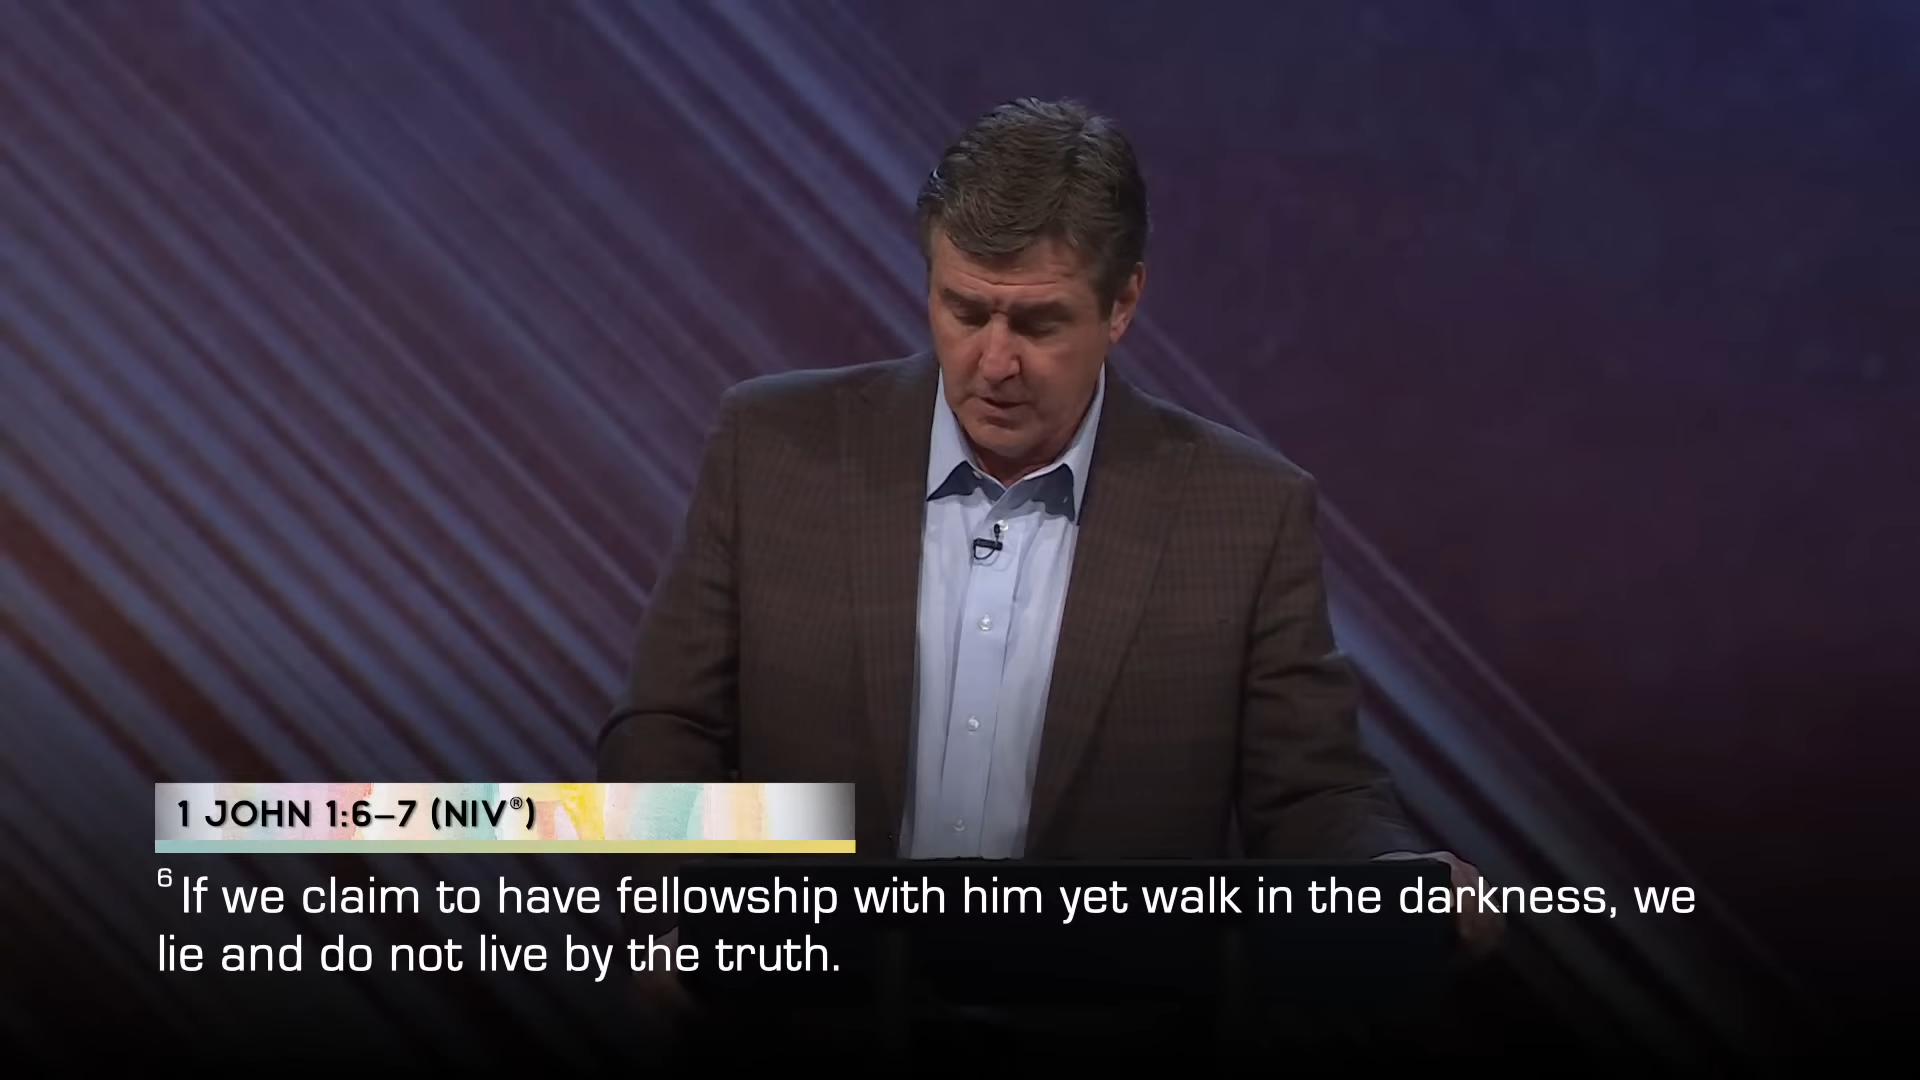 1 JOHN 1:6–7 (NIV®)
6 If we claim to have fellowship with him yet walk in the darkness, we
lie and do not live by the truth.